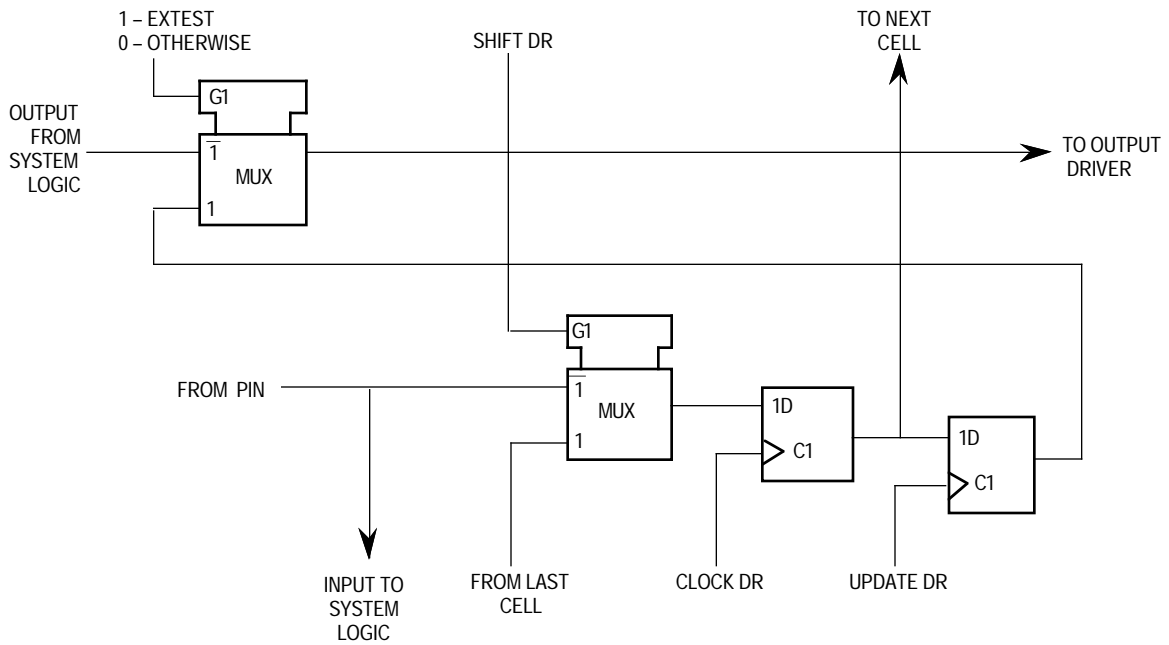 1 – EXTEST
0 – OTHERWISE
SHIFT DR
TO NEXT
CELL
G1
OUTPUT
FROM
SYSTEM
LOGIC
1
MUX
1
TO OUTPUT
DRIVER
G1
FROM PIN
1
MUX
1
1D
C1
1D
C1
INPUT TO
SYSTEM
LOGIC
FROM LAST
CELL
CLOCK DR
UPDATE DR